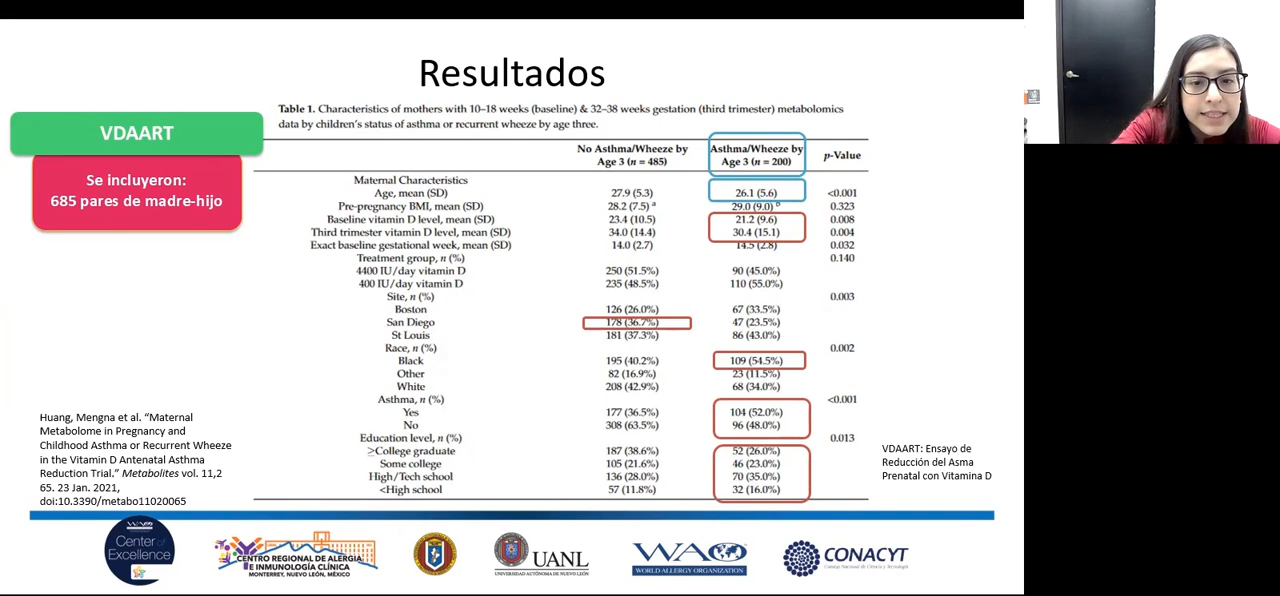 Resultados
VDAART
Se incluyeron:
685 pares de madre-hijo
Table 1. Characteristics of mothers with 10–18 weeks (baseline) & 32–38 weeks gestation (third trimester) metabolomics
data by children's status of asthma or recurrent wheeze by age three.
No Asthma/Wheeze by Age 3 (n = 485) Asthma/Wheeze by Age 3 (n = 200) p-Value
Maternal Characteristics
Age, mean (SD) 27.9 (5.3) 26.1 (5.6) <0.001
Pre-pregnancy BMI, mean (SD) 28.2 (7.5) a 29.0 (9.0) b 0.323
Baseline vitamin D level, mean (SD) 23.4 (10.5) 21.2 (9.6) 0.008
Third trimester vitamin D level, mean (SD) 34.0 (14.4) 30.4 (15.1) 0.004
Exact baseline gestational week, mean (SD) 14.0 (2.7) 14.5 (2.8) 0.032
Treatment group, n (%) 0.140
4400 IU/day vitamin D 250 (51.5%) 90 (45.0%)
400 IU/day vitamin D 235 (48.5%) 110 (55.0%)
Site, n (%) 0.003
Boston 126 (26.0%) 67 (33.5%)
San Diego 178 (36.7%) 47 (23.5%)
St Louis 181 (37.3%) 86 (43.0%)
Race, n (%) 0.002
Black 195 (40.2%) 109 (54.5%)
Other 82 (16.9%) 23 (11.5%)
White 208 (42.9%) 68 (34.0%)
Asthma, n (%) <0.001
Yes 177 (36.5%) 104 (52.0%)
No 308 (63.5%) 96 (48.0%)
Education level, n (%) 0.013
≥College graduate 187 (38.6%) 52 (26.0%)
Some college 105 (21.6%) 46 (23.0%)
High/Tech school 136 (28.0%) 70 (35.0%)
<High school 57 (11.8%) 32 (16.0%)
Huang, Mengna et al. “Maternal
Metabolome in Pregnancy and
Childhood Asthma or Recurrent Wheeze
in the Vitamin D Antenatal Asthma
Reduction Trial.” Metabolites vol. 11,2
65. 23 Jan. 2021,
doi:10.3390/metabo11020065
VDAART: Ensayo de
Reducción del Asma
Prenatal con Vitamina D
WAO
Center of
Excellence
CENTRO REGIONAL DE ALERGIA
E INMUNOLOGÍA CLÍNICA
MONTERREY, NUEVO LEÓN, MÉXICO
UANL
UNIVERSIDAD AUTÓNOMA DE NUEVO LEÓN
WAO
WORLD ALLERGY ORGANIZATION
CONACYT
Consejo Nacional de Ciencia y Tecnología